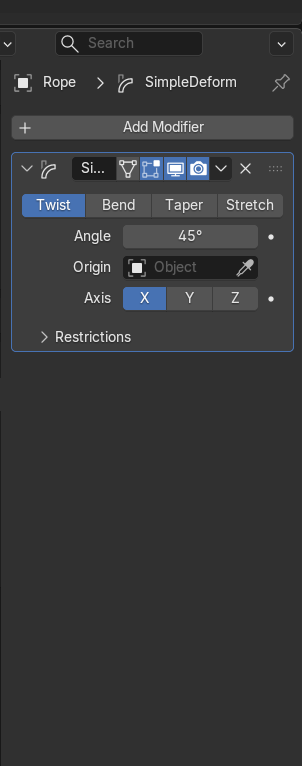 Search
Rope SimpleDeform
Add Modifier
Si...
Twist Bend Taper Stretch
Angle 45°
Origin Object
Axis X Y Z
Restrictions